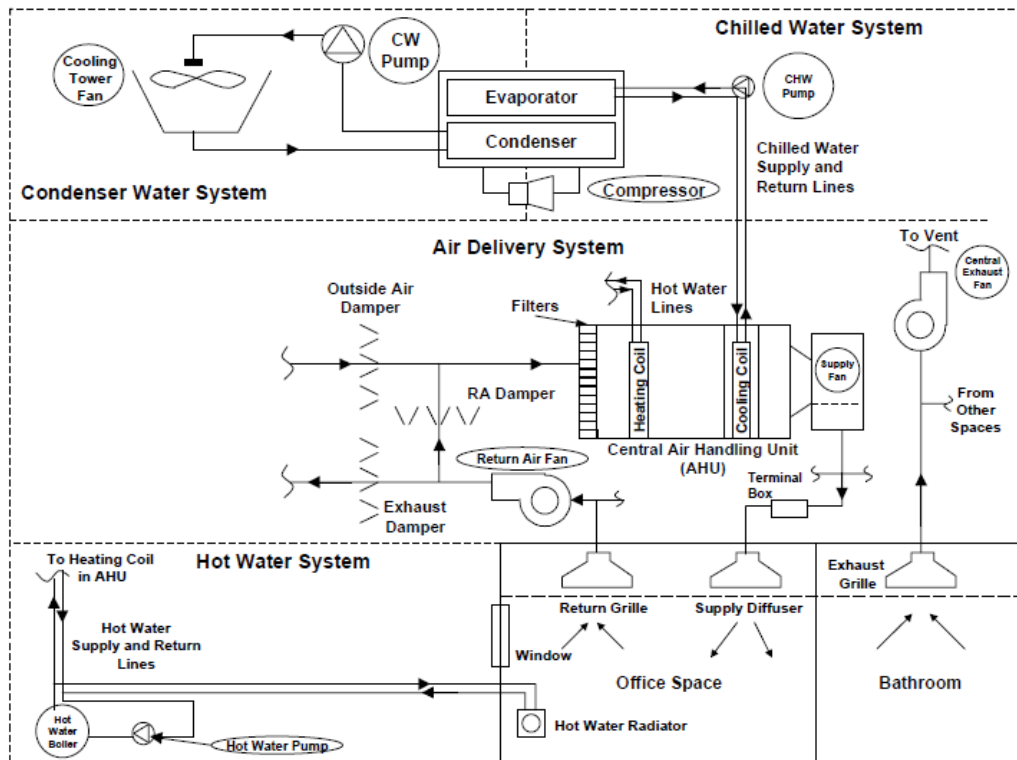 Chilled Water System
Cooling
Tower
Fan
CW
Pump
Evaporator
Condenser
CHW
Pump
Chilled Water
Supply and
Return Lines
Condenser Water System
Compressor
Air Delivery System
To Vent
Central
Exhaust
Fan
Outside Air
Damper
Filters
Hot Water
Lines
Heating Coil
Cooling Coil
Supply
Fan
RA Damper
From
Other
Spaces
Central Air Handling Unit
(AHU)
Return Air Fan
Terminal
Box
Exhaust
Damper
To Heating Coil
in AHU
Hot Water System
Exhaust
Grille
Return Grille
Supply Diffuser
Hot Water
Supply and Return
Lines
Window
Office Space
Bathroom
Hot
Water
Boiler
Hot Water Pump
Hot Water Radiator